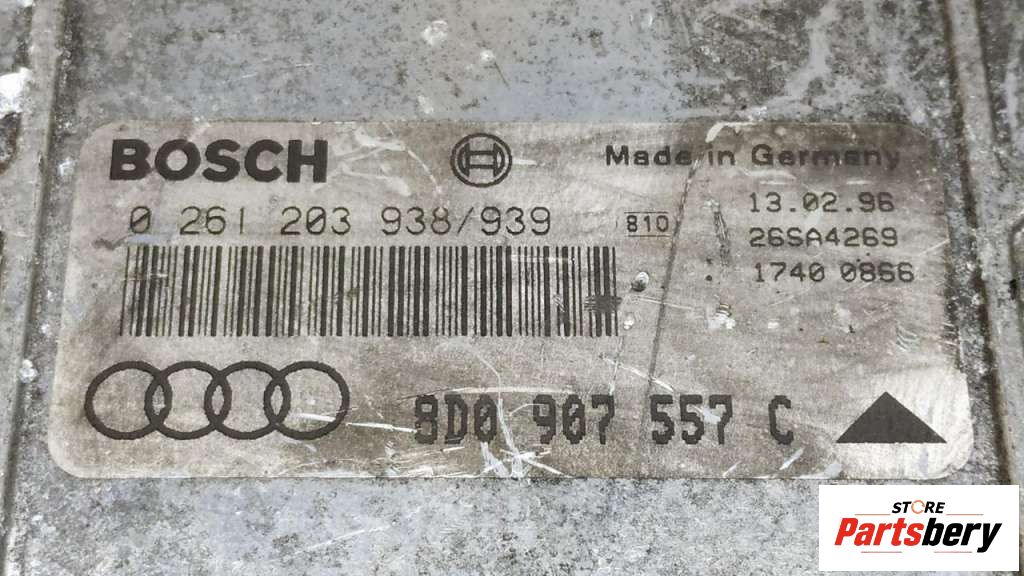 BOSCH
Made in Germany
0 261 203 938/939
810
13.02.96
26SA4269
1740 0866
8D0 907 557 C
STORE
Partsbery